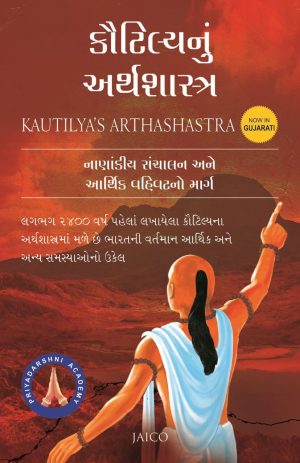 કૌટિલ્યનું
અર્થશાસ્ત્ર
KAUTILYA'S ARTHASHASTRA
NOW IN
GUJARATI
નાણાંકીય સંચાલન અને
આર્થિક વહિવટનો માર્ગ
લગભગ ૨૪૦૦ વર્ષ પહેલાં લખાયેલા કૌટિલ્યના
અર્થશાસ્ત્રમાં મળે છે ભારતની વર્તમાન આર્થિક અને
અન્ય સમસ્યાઓનો ઉકેલ
PRIYADARSHNI ACADEMY
JAICO